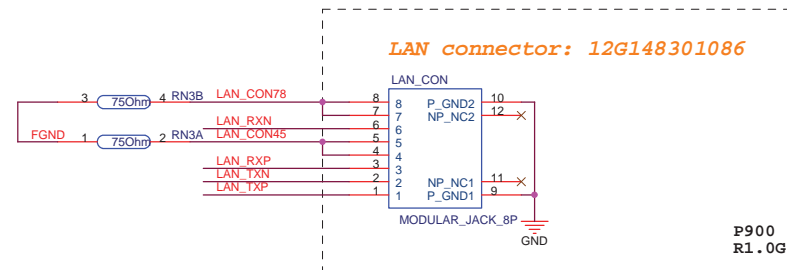 LAN connector: 12G148301086
LAN_CON
3 75Ohm 4 RN3B LAN_CON78 8 8 P_GND2 10
7 7 NP_NC2 12
LAN_RXN 6 6
FGND 1 75Ohm 2 RN3A LAN_CON45 5 5
4 4
LAN_RXP 3 3
LAN_TXN 2 2 NP_NC1 11
LAN_TXP 1 1 P_GND1 9
MODULAR_JACK_8P
GND
P900
R1.0G